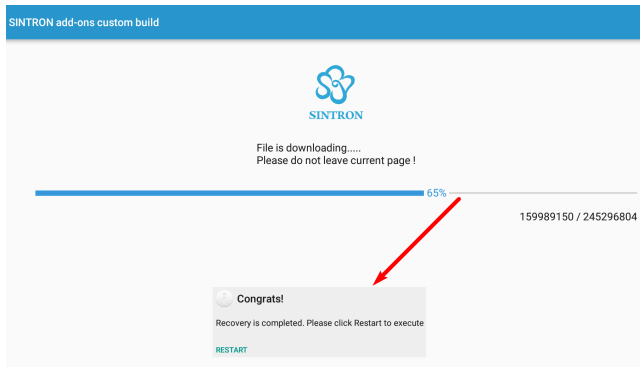 SINTRON add-ons custom build
SINTRON
File is downloading.....
Please do not leave current page !
65%
159989150 / 245296804
Congrats!
Recovery is completed. Please click Restart to execute
RESTART